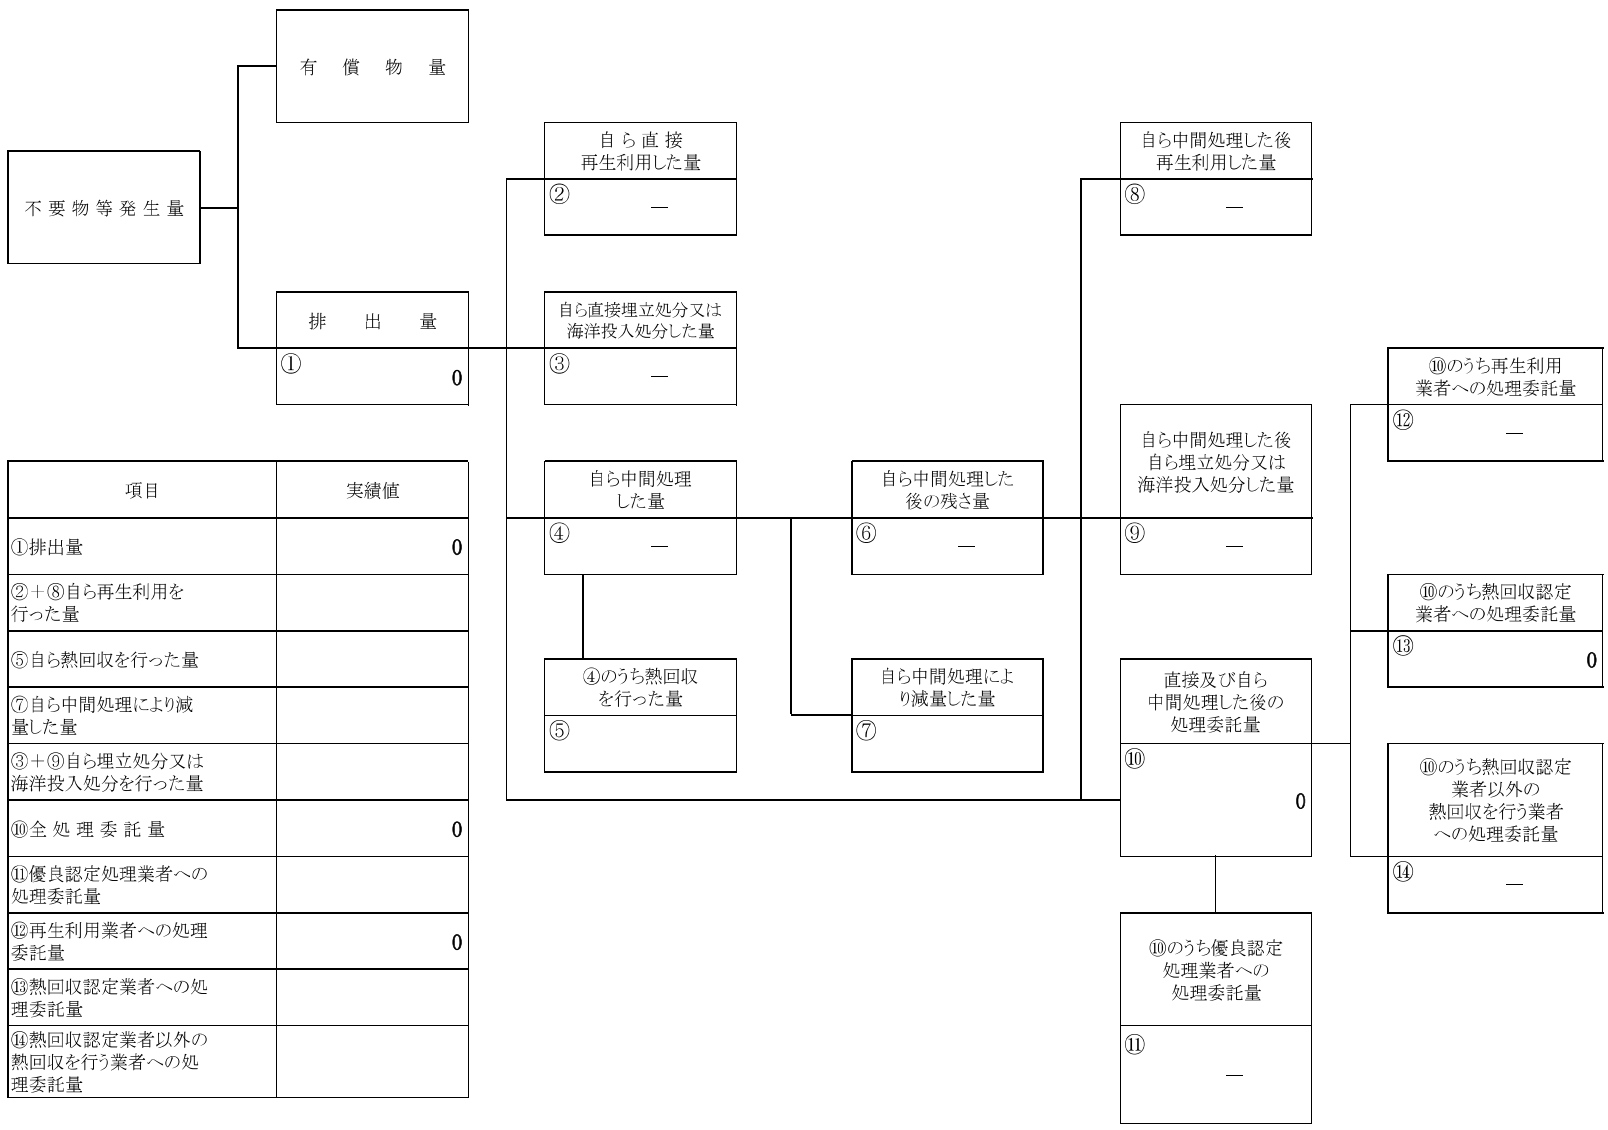 有　償　物　量
不要物等発生量
排　出　量
①
0
自ら直接
再生利用した量
②
―
自ら直接埋立処分又は
海洋投入処分した量
③
―
自ら中間処理
した量
④
―
④のうち熱回収
を行った量
⑤
自ら中間処理した
後の残さ量
⑥
―
自ら中間処理によ
り減量した量
⑦
自ら中間処理した後
再生利用した量
⑧
―
自ら中間処理した後
自ら埋立処分又は
海洋投入処分した量
⑨
―
直接及び自ら
中間処理した後の
処理委託量
⑩
0
⑩のうち優良認定
処理業者への
処理委託量
⑪
―
⑩のうち再生利用
業者への処理委託量
⑫
―
⑩のうち熱回収認定
業者への処理委託量
⑬
0
⑩のうち熱回収認定
業者以外の
熱回収を行う業者
への処理委託量
⑭
―
項目　実績値
①排出量　0
②＋⑧自ら再生利用を
行った量
⑤自ら熱回収を行った量
⑦自ら中間処理により減
量した量
③＋⑨自ら埋立処分又は
海洋投入処分を行った量
⑩全処理委託量　0
⑪優良認定処理業者への
処理委託量
⑫再生利用業者への処理
委託量　0
⑬熱回収認定業者への処
理委託量
⑭熱回収認定業者以外の
熱回収を行う業者への処
理委託量